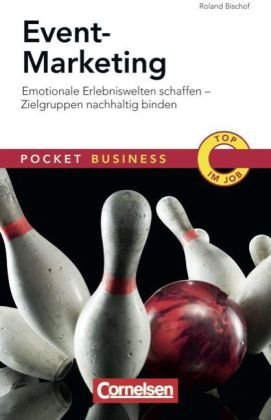 Roland Bischof
Event-
Marketing
Emotionale Erlebniswelten schaffen –
Zielgruppen nachhaltig binden
TOP
IM JOB
POCKET BUSINESS
Cornelsen